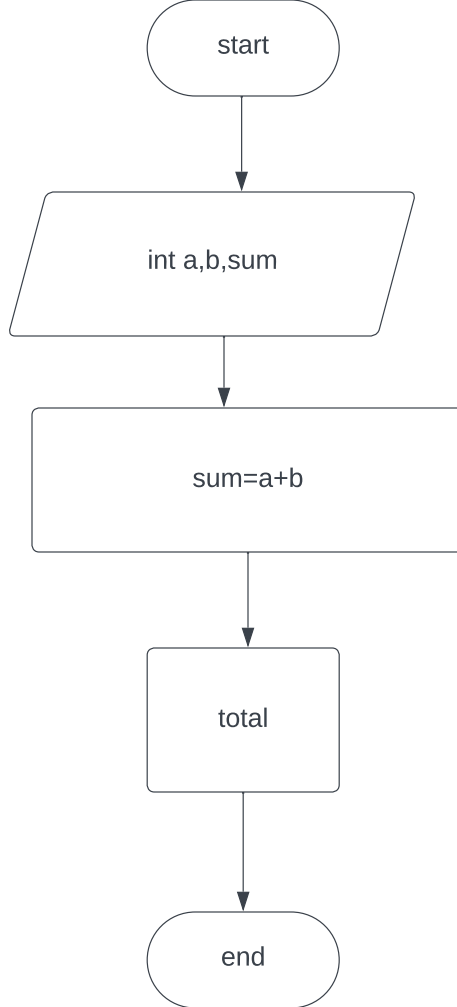 start
int a,b,sum
sum=a+b
total
end